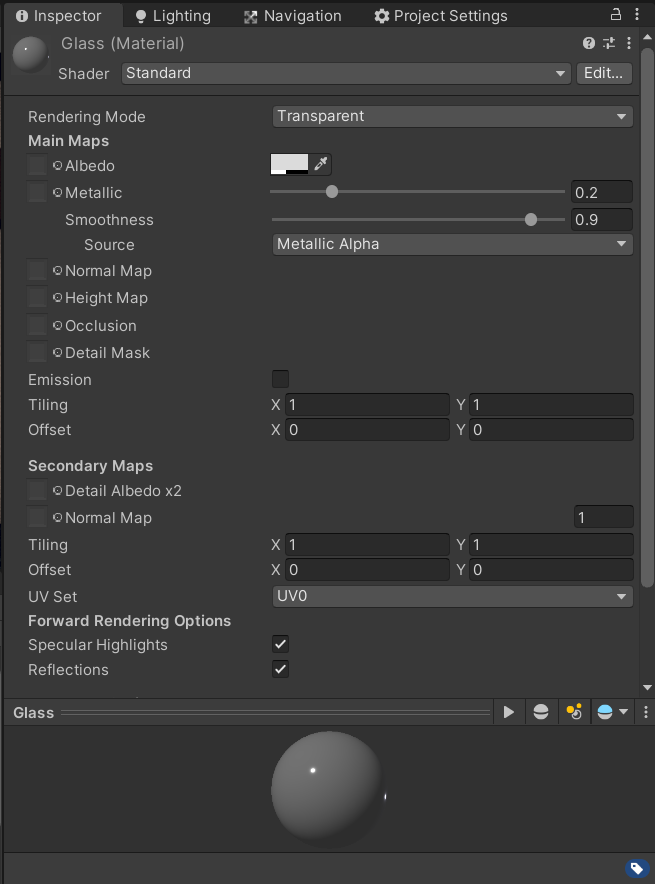 Inspector Lighting Navigation Project Settings
Glass (Material)
Shader Standard Edit...
Rendering Mode Transparent
Main Maps
Albedo
Metallic 0.2
Smoothness 0.9
Source Metallic Alpha
Normal Map
Height Map
Occlusion
Detail Mask
Emission
Tiling X 1 Y 1
Offset X 0 Y 0
Secondary Maps
Detail Albedo x2
Normal Map 1
Tiling X 1 Y 1
Offset X 0 Y 0
UV Set UV0
Forward Rendering Options
Specular Highlights
Reflections
Glass